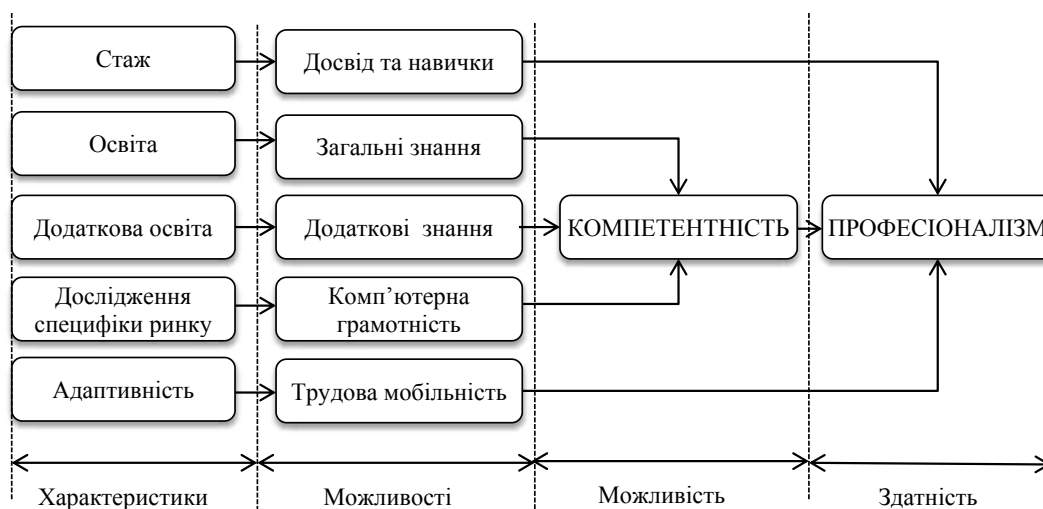 Стаж
Досвід та навички
Освіта
Загальні знання
Додаткова освіта
Додаткові знання
КОМПЕТЕНТНІСТЬ
ПРОФЕСІОНАЛІЗМ
Дослідження
специфіки ринку
Комп’ютерна
грамотність
Адаптивність
Трудова мобільність
Характеристики
Можливості
Можливість
Здатність